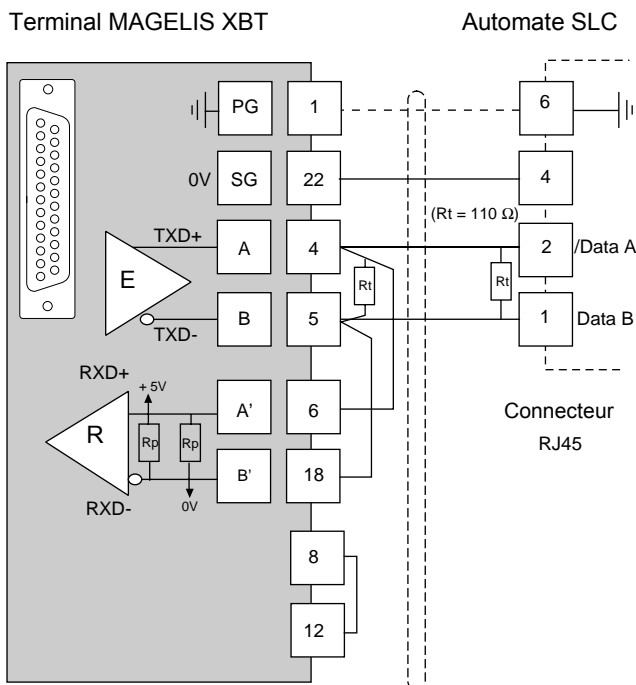 Terminal MAGELIS XBT
Automate SLC
PG
1
6
0V
SG
22
4
(Rt = 110 Ω)
TXD+
A
4
2
/Data A
E
Rt
Rt
B
5
1
Data B
TXD-
RXD+
+ 5V
A'
6
Connecteur
R
Rp
Rp
RJ45
B'
18
RXD-
0V
8
12